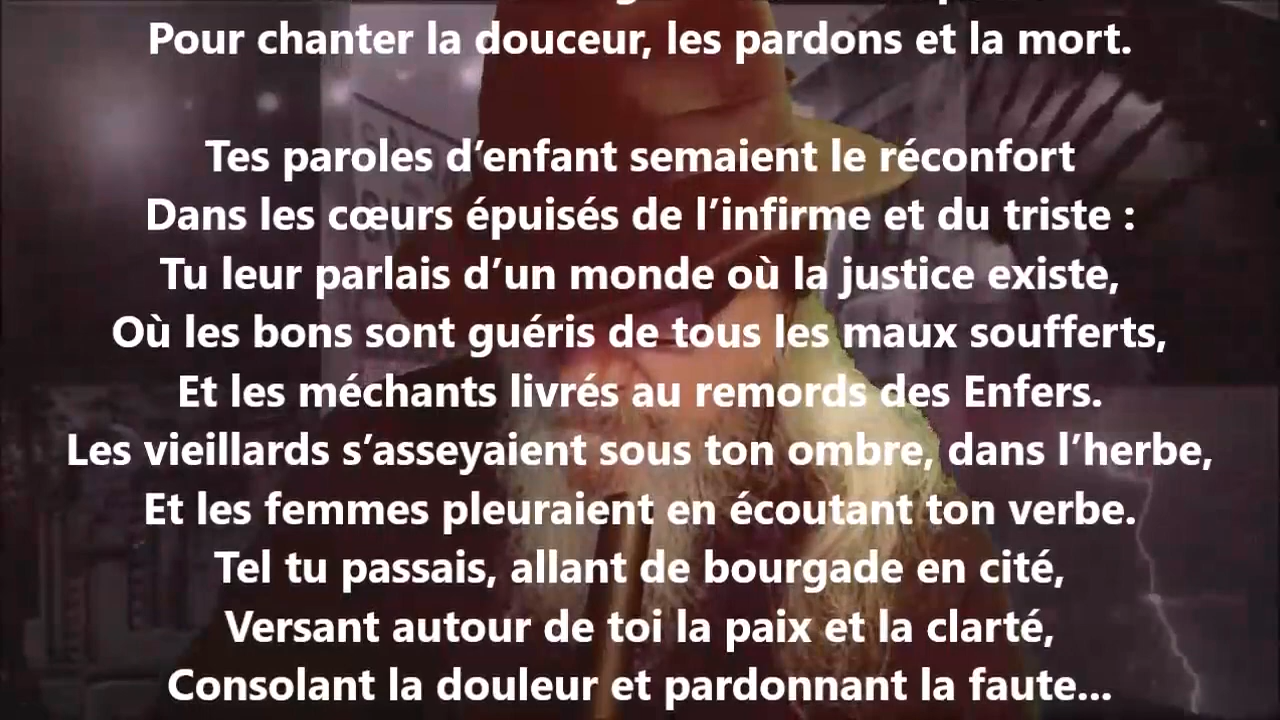 Pour chanter la douceur, les pardons et la mort.
Tes paroles d’enfant semaient le réconfort
Dans les cœurs épuisés de l’infirme et du triste :
Tu leur parlais d’un monde où la justice existe,
Où les bons sont guéris de tous les maux soufferts,
Et les méchants livrés au remords des Enfers.
Les vieillards s’asseyaient sous ton ombre, dans l’herbe,
Et les femmes pleuraient en écoutant ton verbe.
Tel tu passais, allant de bourgade en cité,
Versant autour de toi la paix et la clarté,
Consolant la douleur et pardonnant la faute...